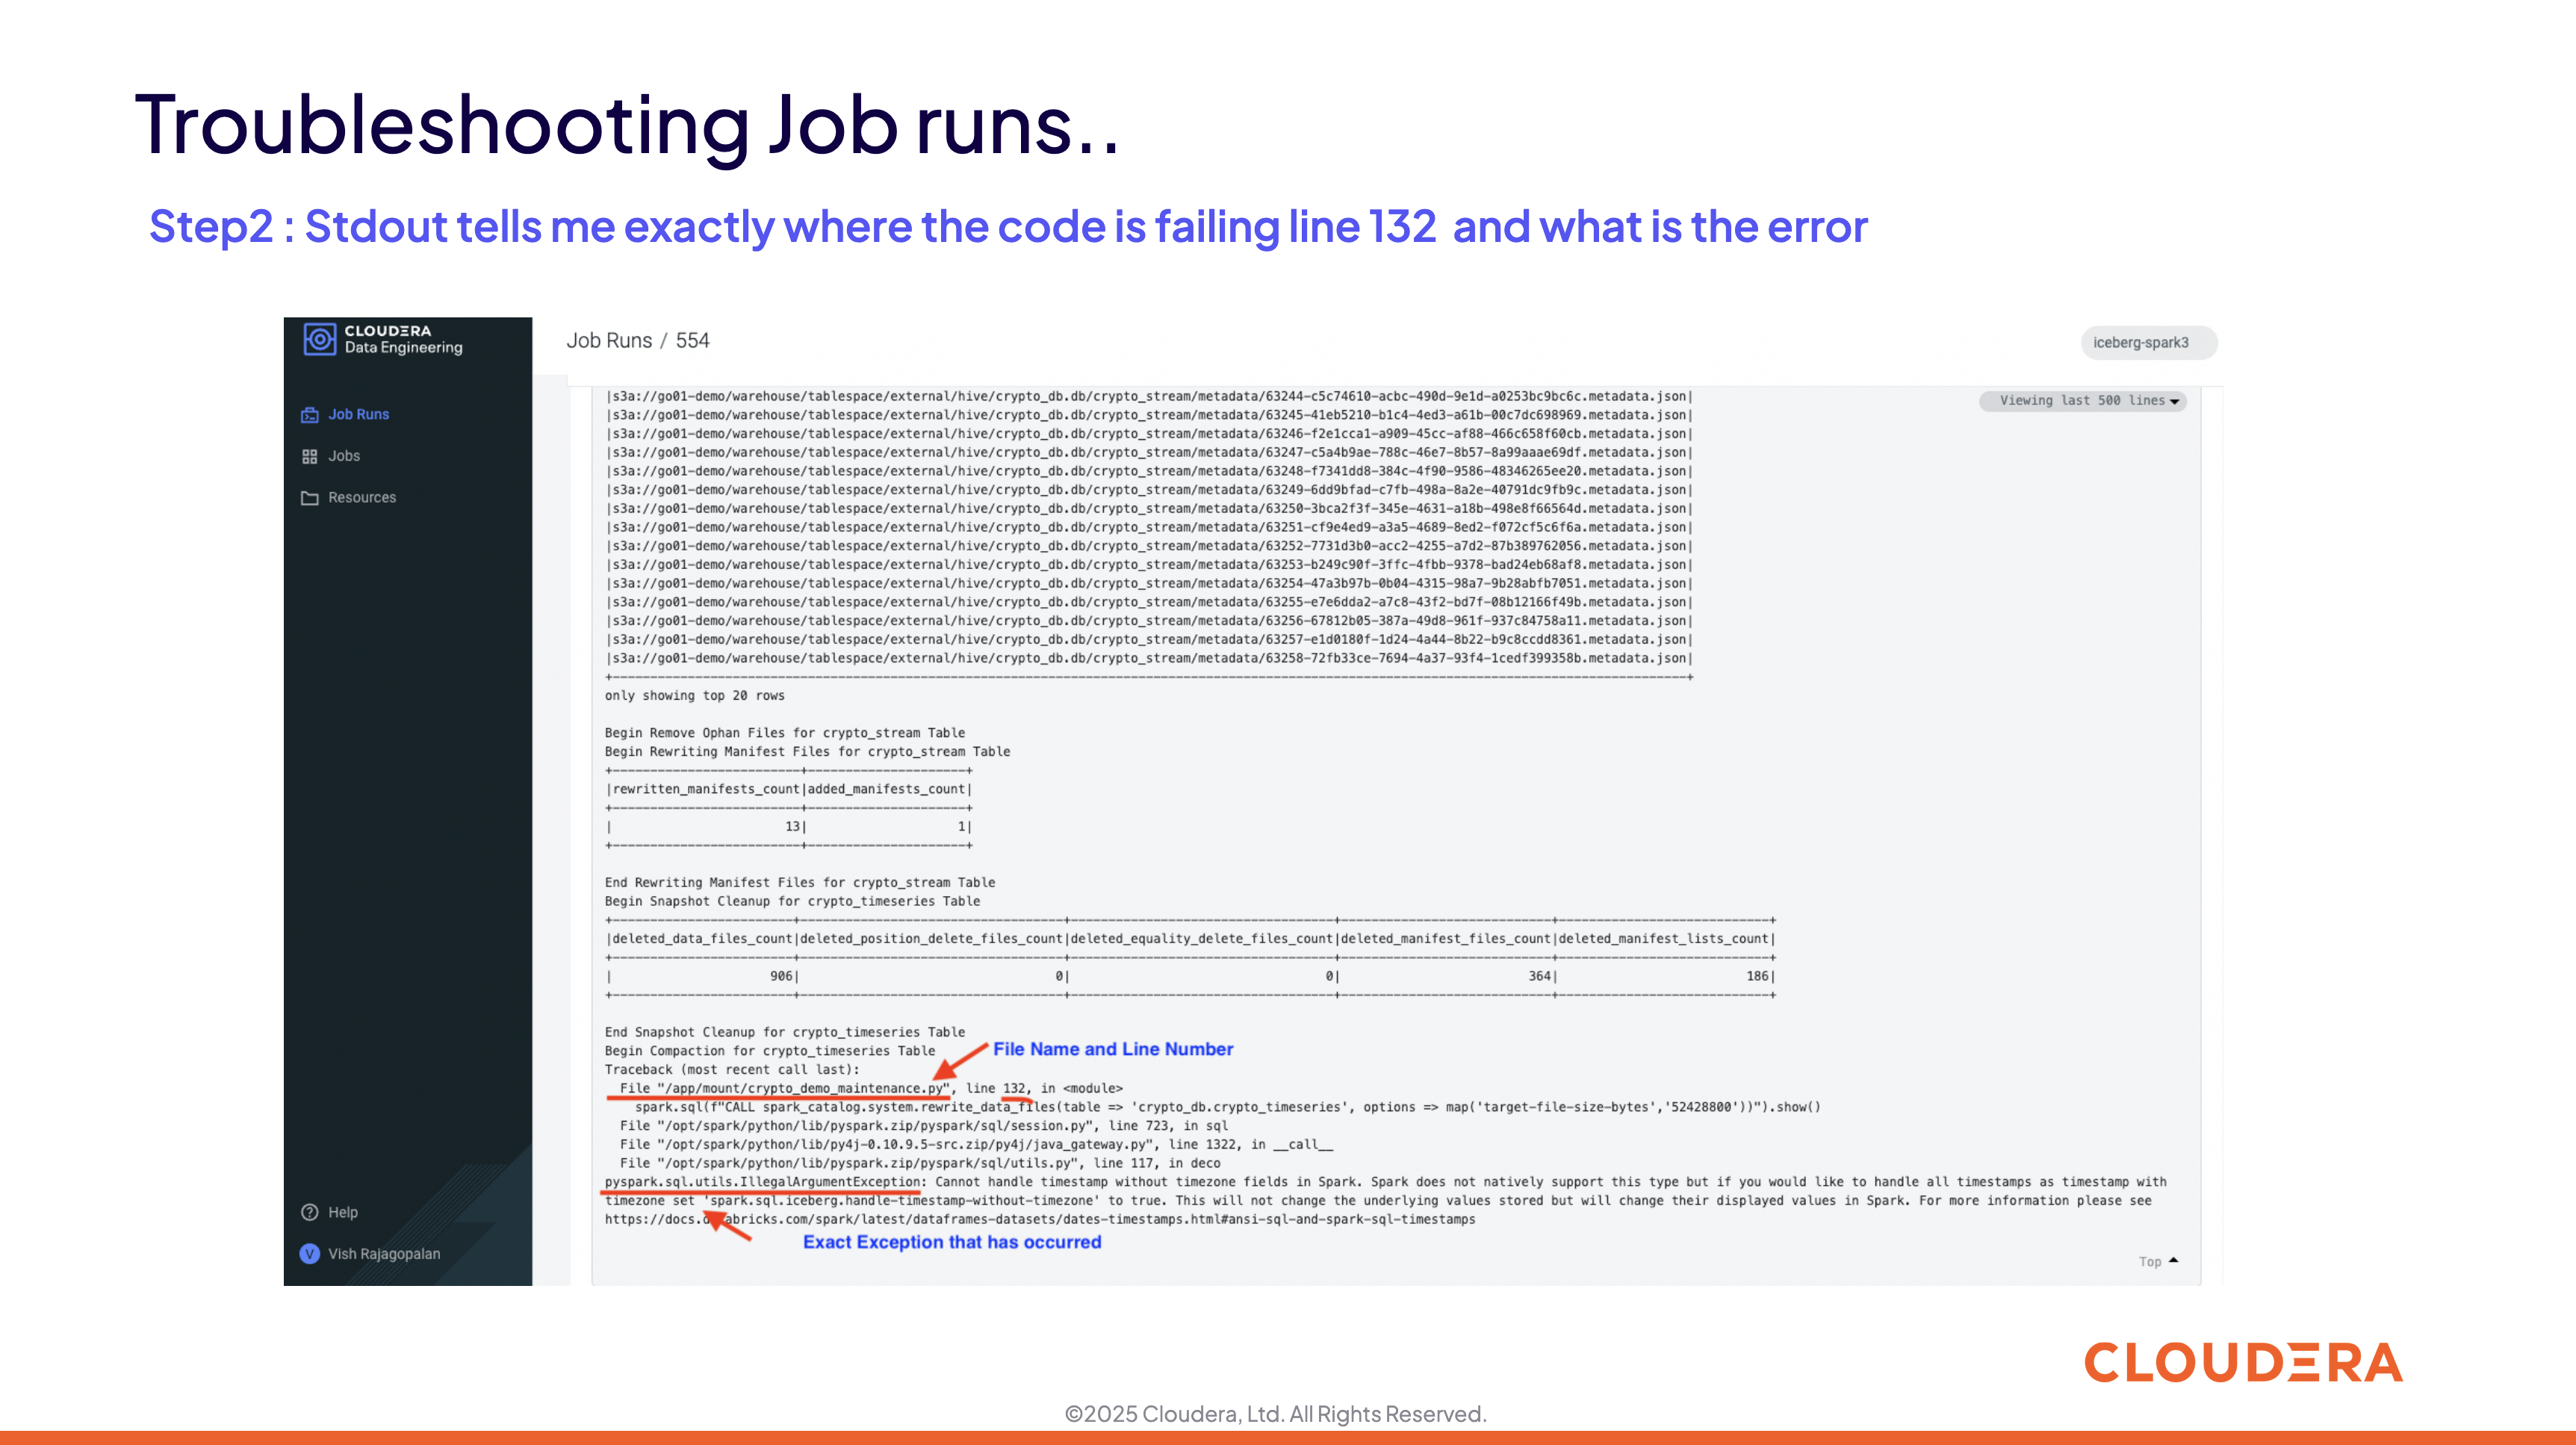 Troubleshooting Job runs..
Step2 : Stdout tells me exactly where the code is failing line 132 and what is the error
CLOUDERA
Data Engineering
Job Runs
Jobs
Resources
Help
V Vish Rajagopalan
Job Runs / 554
iceberg-spark3
Viewing last 500 lines
|s3a://go01-demo/warehouse/tablespace/external/hive/crypto_db.db/crypto_stream/metadata/63244-c5c74610-acbc-490d-9e1d-a0253bc9bc6c.metadata.json|
|s3a://go01-demo/warehouse/tablespace/external/hive/crypto_db.db/crypto_stream/metadata/63245-41eb5210-b1c4-4ed3-a61b-00c7dc698969.metadata.json|
|s3a://go01-demo/warehouse/tablespace/external/hive/crypto_db.db/crypto_stream/metadata/63246-f2e1cca1-a909-45cc-af88-466c658f60cb.metadata.json|
|s3a://go01-demo/warehouse/tablespace/external/hive/crypto_db.db/crypto_stream/metadata/63247-c5a4b9ae-788c-46e7-8b57-8a99aaae69df.metadata.json|
|s3a://go01-demo/warehouse/tablespace/external/hive/crypto_db.db/crypto_stream/metadata/63248-f7341dd8-384c-4f90-9586-48346265ee20.metadata.json|
|s3a://go01-demo/warehouse/tablespace/external/hive/crypto_db.db/crypto_stream/metadata/63249-6dd9bfad-c7fb-498a-8a2e-40791dc9fb9c.metadata.json|
|s3a://go01-demo/warehouse/tablespace/external/hive/crypto_db.db/crypto_stream/metadata/63250-3bca2f3f-345e-4631-a18b-498e8f66564d.metadata.json|
|s3a://go01-demo/warehouse/tablespace/external/hive/crypto_db.db/crypto_stream/metadata/63251-cf9e4ed9-a3a5-4689-8ed2-f072cf5c6f6a.metadata.json|
|s3a://go01-demo/warehouse/tablespace/external/hive/crypto_db.db/crypto_stream/metadata/63252-7731d3b0-acc2-4255-a7d2-87b389762056.metadata.json|
|s3a://go01-demo/warehouse/tablespace/external/hive/crypto_db.db/crypto_stream/metadata/63253-b249c90f-3ffc-4fbb-9378-bad24eb68af8.metadata.json|
|s3a://go01-demo/warehouse/tablespace/external/hive/crypto_db.db/crypto_stream/metadata/63254-47a3b97b-0b04-4315-98a7-9b28abfb7051.metadata.json|
|s3a://go01-demo/warehouse/tablespace/external/hive/crypto_db.db/crypto_stream/metadata/63255-e7e6dda2-a7c8-43f2-bd7f-08b12166f49b.metadata.json|
|s3a://go01-demo/warehouse/tablespace/external/hive/crypto_db.db/crypto_stream/metadata/63256-67812b05-387a-49d8-961f-937c84758a11.metadata.json|
|s3a://go01-demo/warehouse/tablespace/external/hive/crypto_db.db/crypto_stream/metadata/63257-e1d0180f-1d24-4a44-8b22-b9c8ccdd8361.metadata.json|
|s3a://go01-demo/warehouse/tablespace/external/hive/crypto_db.db/crypto_stream/metadata/63258-72fb33ce-7694-4a37-93f4-1cedf399358b.metadata.json|
only showing top 20 rows
Begin Remove Ophan Files for crypto_stream Table
Begin Rewriting Manifest Files for crypto_stream Table
|rewritten_manifests_count|added_manifests_count|
| 13| 1|
End Rewriting Manifest Files for crypto_stream Table
Begin Snapshot Cleanup for crypto_timeseries Table
|deleted_data_files_count|deleted_position_delete_files_count|deleted_equality_delete_files_count|deleted_manifest_files_count|deleted_manifest_lists_count|
| 906| 0| 0| 364| 186|
End Snapshot Cleanup for crypto_timeseries Table
Begin Compaction for crypto_timeseries Table
File Name and Line Number
Traceback (most recent call last):
File "/app/mount/crypto_demo_maintenance.py", line 132, in <module>
spark.sql(f"CALL spark_catalog.system.rewrite_data_files(table => 'crypto_db.crypto_timeseries', options => map('target-file-size-bytes','52428800'))").show()
File "/opt/spark/python/lib/pyspark.zip/pyspark/sql/session.py", line 723, in sql
File "/opt/spark/python/lib/py4j-0.10.9.5-src.zip/py4j/java_gateway.py", line 1322, in __call__
File "/opt/spark/python/lib/pyspark.zip/pyspark/sql/utils.py", line 117, in deco
pyspark.sql.utils.IllegalArgumentException: Cannot handle timestamp without timezone fields in Spark. Spark does not natively support this type but if you would like to handle all timestamps as timestamp with
timezone set 'spark.sql.iceberg.handle-timestamp-without-timezone' to true. This will not change the underlying values stored but will change their displayed values in Spark. For more information please see
https://docs.databricks.com/spark/latest/dataframes-datasets/dates-timestamps.html#ansi-sql-and-spark-sql-timestamps
Exact Exception that has occurred
Top
CLOUDERA
©2025 Cloudera, Ltd. All Rights Reserved.